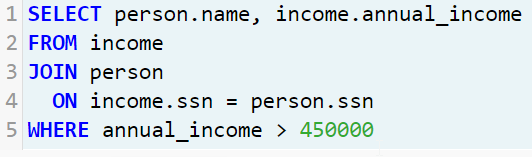 1 SELECT person.name, income.annual_income
2 FROM income
3 JOIN person
4   ON income.ssn = person.ssn
5 WHERE annual_income > 450000